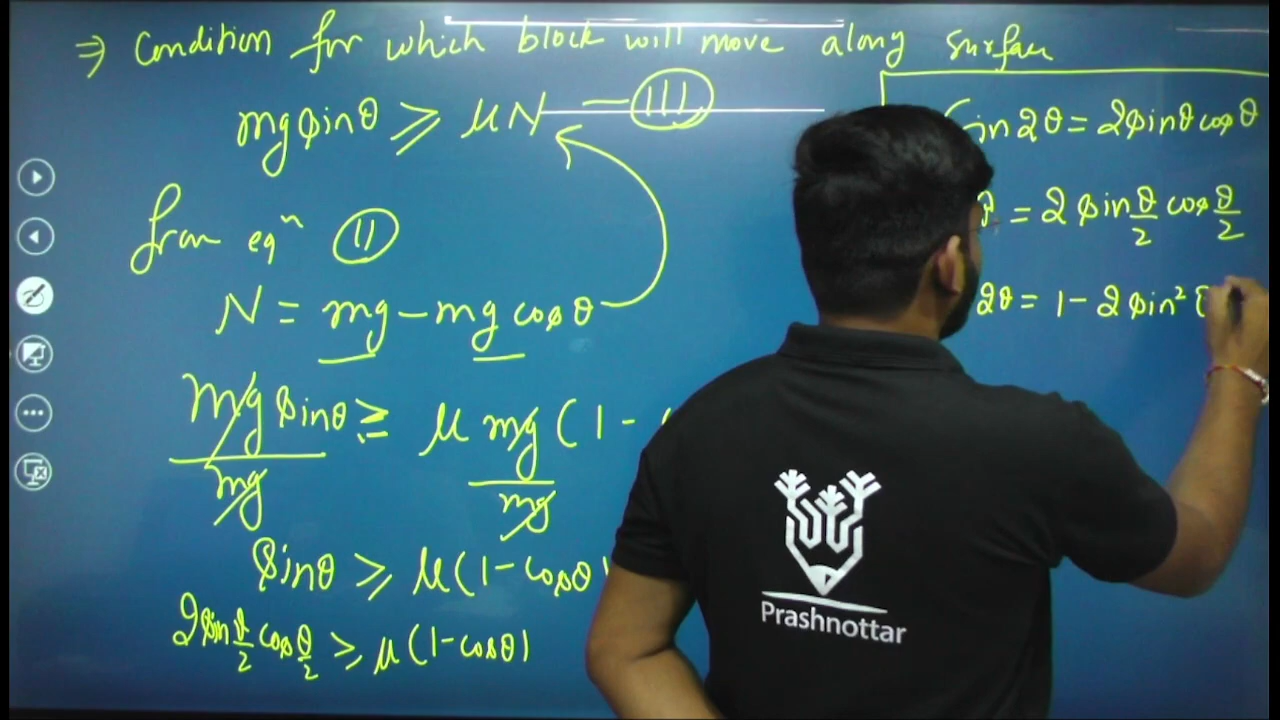 ⇒ Condition for which block will move along surface
mg sinθ ≥ μN — (III)
from eqⁿ (II)
N = mg – mg cosθ
mg sinθ / mg ≥ μ mg (1 – / mg
sinθ ≥ μ(1 – cosθ)
2 sin θ/2 cos θ/2 ≥ μ(1 – cosθ)
Sin 2θ = 2 sinθ cosθ
= 2 sin θ/2 cos θ/2
2θ = 1 – 2 sin²
Prashnottar